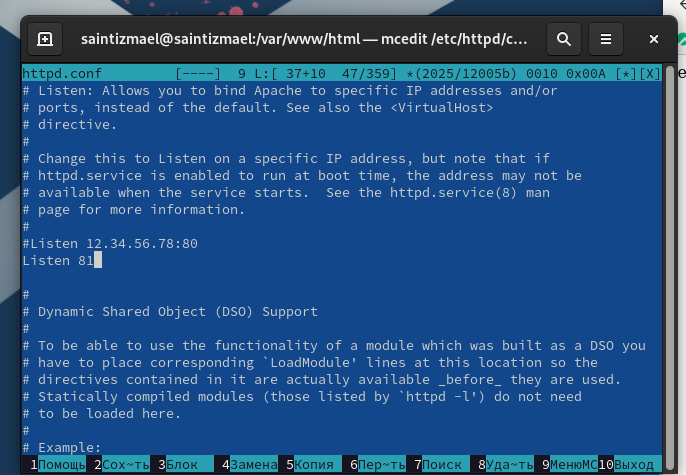 saintizmael@saintizmael:/var/www/html — mcedit /etc/httpd/c…
httpd.conf [----] 9 L:[ 37+10 47/359] *(2025/12005b) 0010 0x00A [*][X]
# Listen: Allows you to bind Apache to specific IP addresses and/or
# ports, instead of the default. See also the <VirtualHost>
# directive.
#
# Change this to Listen on a specific IP address, but note that if
# httpd.service is enabled to run at boot time, the address may not be
# available when the service starts.  See the httpd.service(8) man
# page for more information.
#
#Listen 12.34.56.78:80
Listen 81
#
# Dynamic Shared Object (DSO) Support
#
# To be able to use the functionality of a module which was built as a DSO you
# have to place corresponding `LoadModule' lines at this location so the
# directives contained in it are actually available _before_ they are used.
# Statically compiled modules (those listed by `httpd -l') do not need
# to be loaded here.
#
# Example:
1Помощь 2Сох~ть 3Блок 4Замена 5Копия 6Пер~ть 7Поиск 8Уда~ть 9МенюMC 10Выход